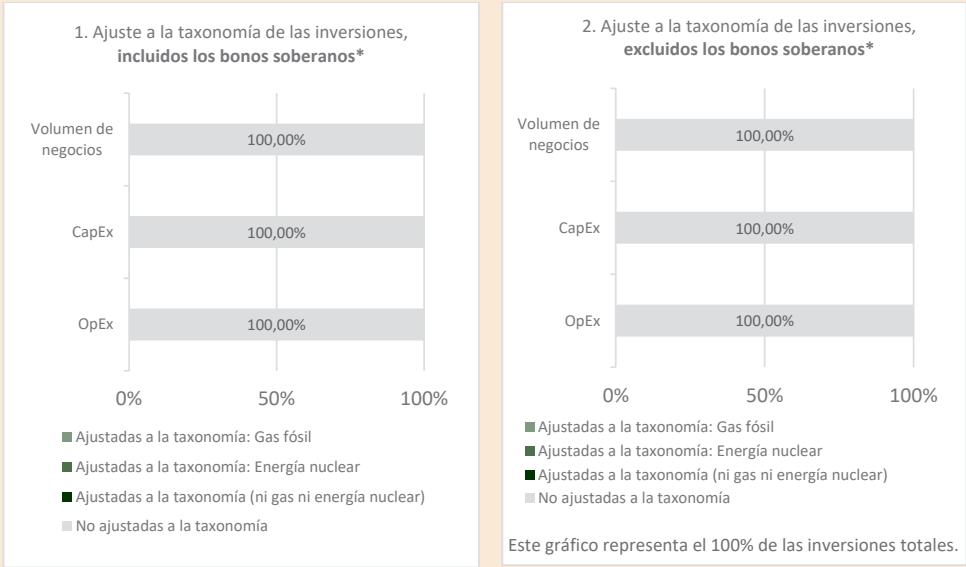 1. Ajuste a la taxonomía de las inversiones,
incluidos los bonos soberanos*
Volumen de
negocios
100,00%
CapEx
100,00%
OpEx
100,00%
0%
50%
100%
Ajustadas a la taxonomía: Gas fósil
Ajustadas a la taxonomía: Energía nuclear
Ajustadas a la taxonomía (ni gas ni energía nuclear)
No ajustadas a la taxonomía
2. Ajuste a la taxonomía de las inversiones,
excluidos los bonos soberanos*
Volumen de
negocios
100,00%
CapEx
100,00%
OpEx
100,00%
0%
50%
100%
Ajustadas a la taxonomía: Gas fósil
Ajustadas a la taxonomía: Energía nuclear
Ajustadas a la taxonomía (ni gas ni energía nuclear)
No ajustadas a la taxonomía
Este gráfico representa el 100% de las inversiones totales.